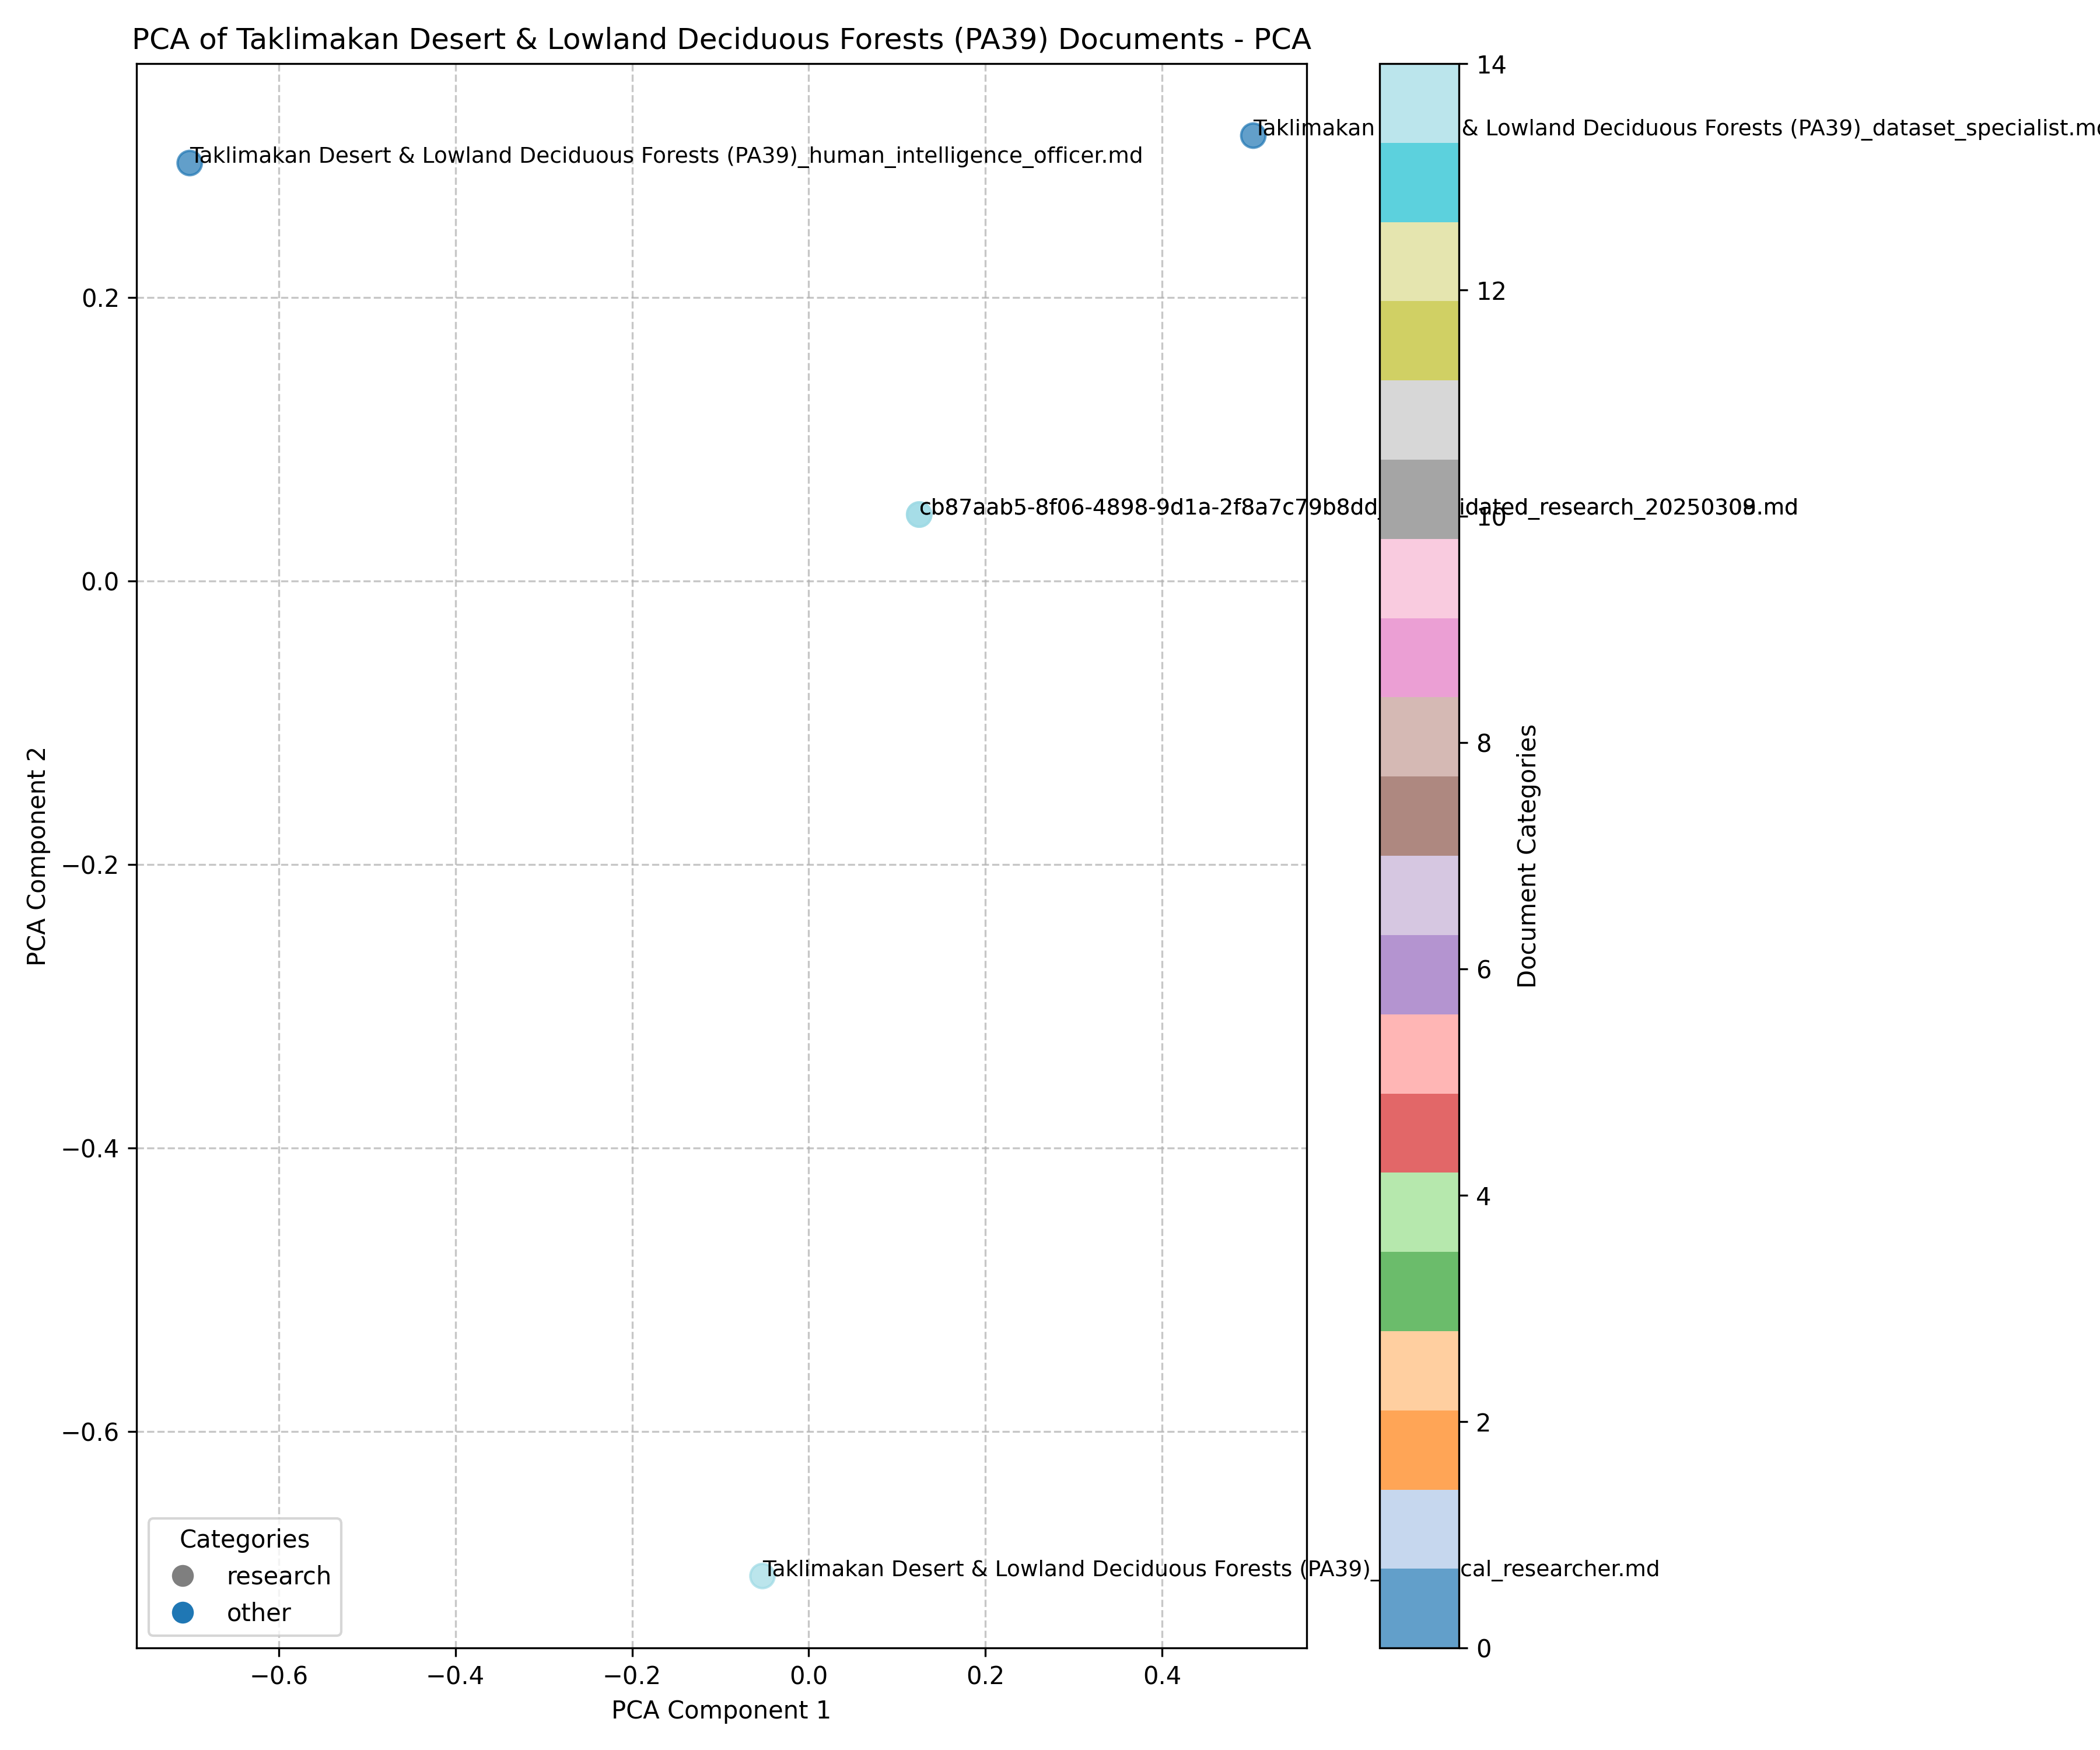 PCA of Taklimakan Desert & Lowland Deciduous Forests (PA39) Documents - PCA
Taklimakan & Lowland Deciduous Forests (PA39)_dataset_specialist.m
Taklimakan Desert & Lowland Deciduous Forests (PA39)_human_intelligence_officer.md
cb87aab5-8f06-4898-9d1a-2f8a7c79b8dd_ idated_research_2025030 .md
Taklimakan Desert & Lowland Deciduous Forests (PA39)_ cal_researcher.md
PCA Component 2
0.2
0.0
−0.2
−0.4
−0.6
−0.6
−0.4
−0.2
0.0
0.2
0.4
PCA Component 1
Categories
research
other
14
12
10
8
6
4
2
0
Document Categories